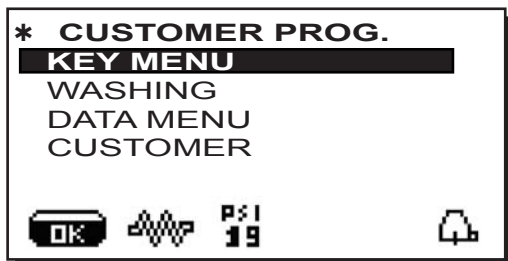 * CUSTOMER PROG.
KEY MENU
WASHING
DATA MENU
CUSTOMER
OK
PSI
19